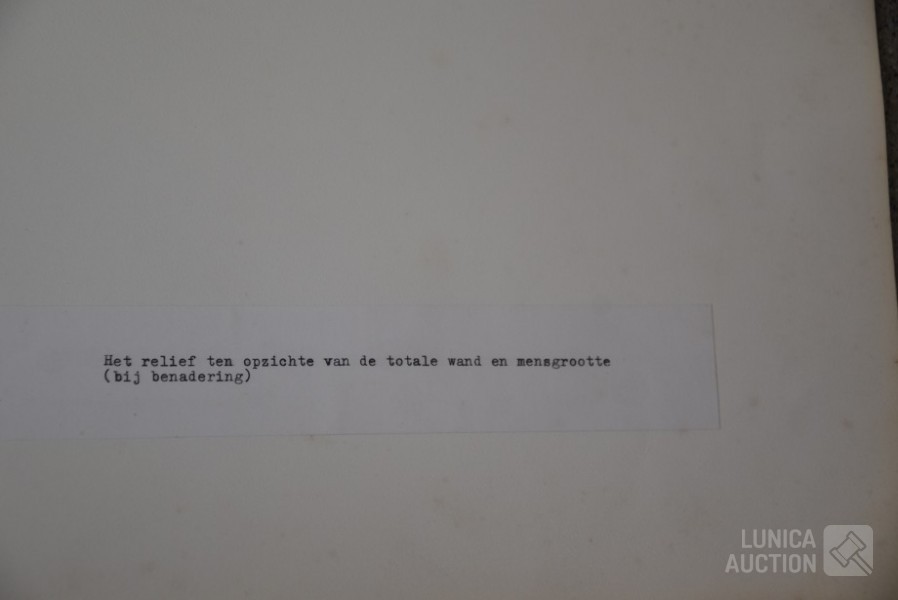 Het relief ten opzichte van de totale wand en mensgrootte
(bij benadering)
LUNICA
AUCTION